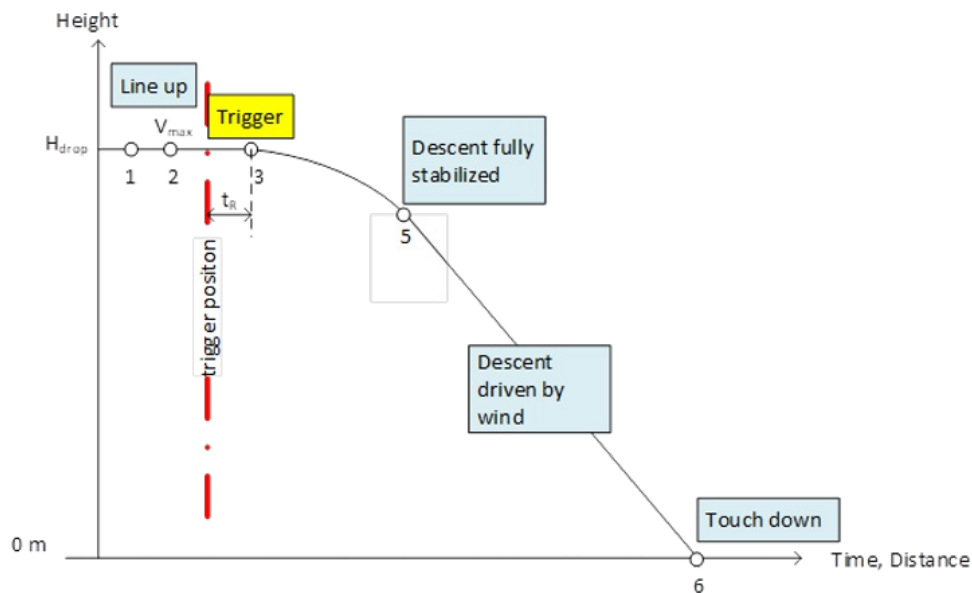 Height
Line up
Trigger
Vmax
Hdrop
1
2
3
tR
Descent fully
stabilized
5
trigger positon
Descent
driven by
wind
Touch down
0 m
Time, Distance
6